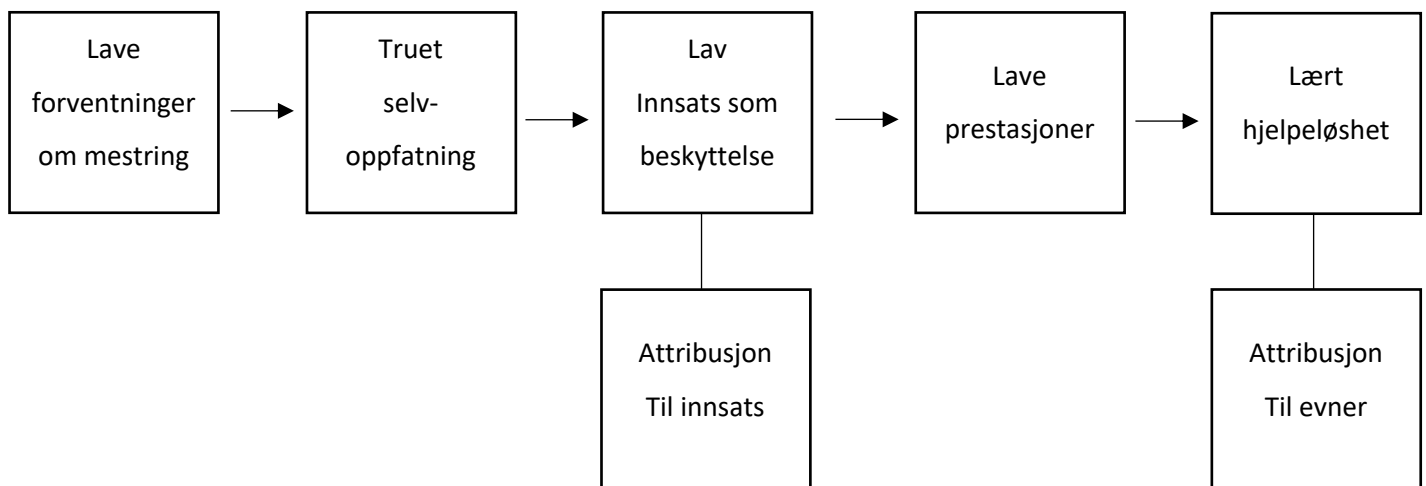 Lave
forventninger
om mestring
Truet
selv-
oppfatning
Lav
Innsats som
beskyttelse
Lave
prestasjoner
Lært
hjelpeløshet
Attribusjon
Til innsats
Attribusjon
Til evner